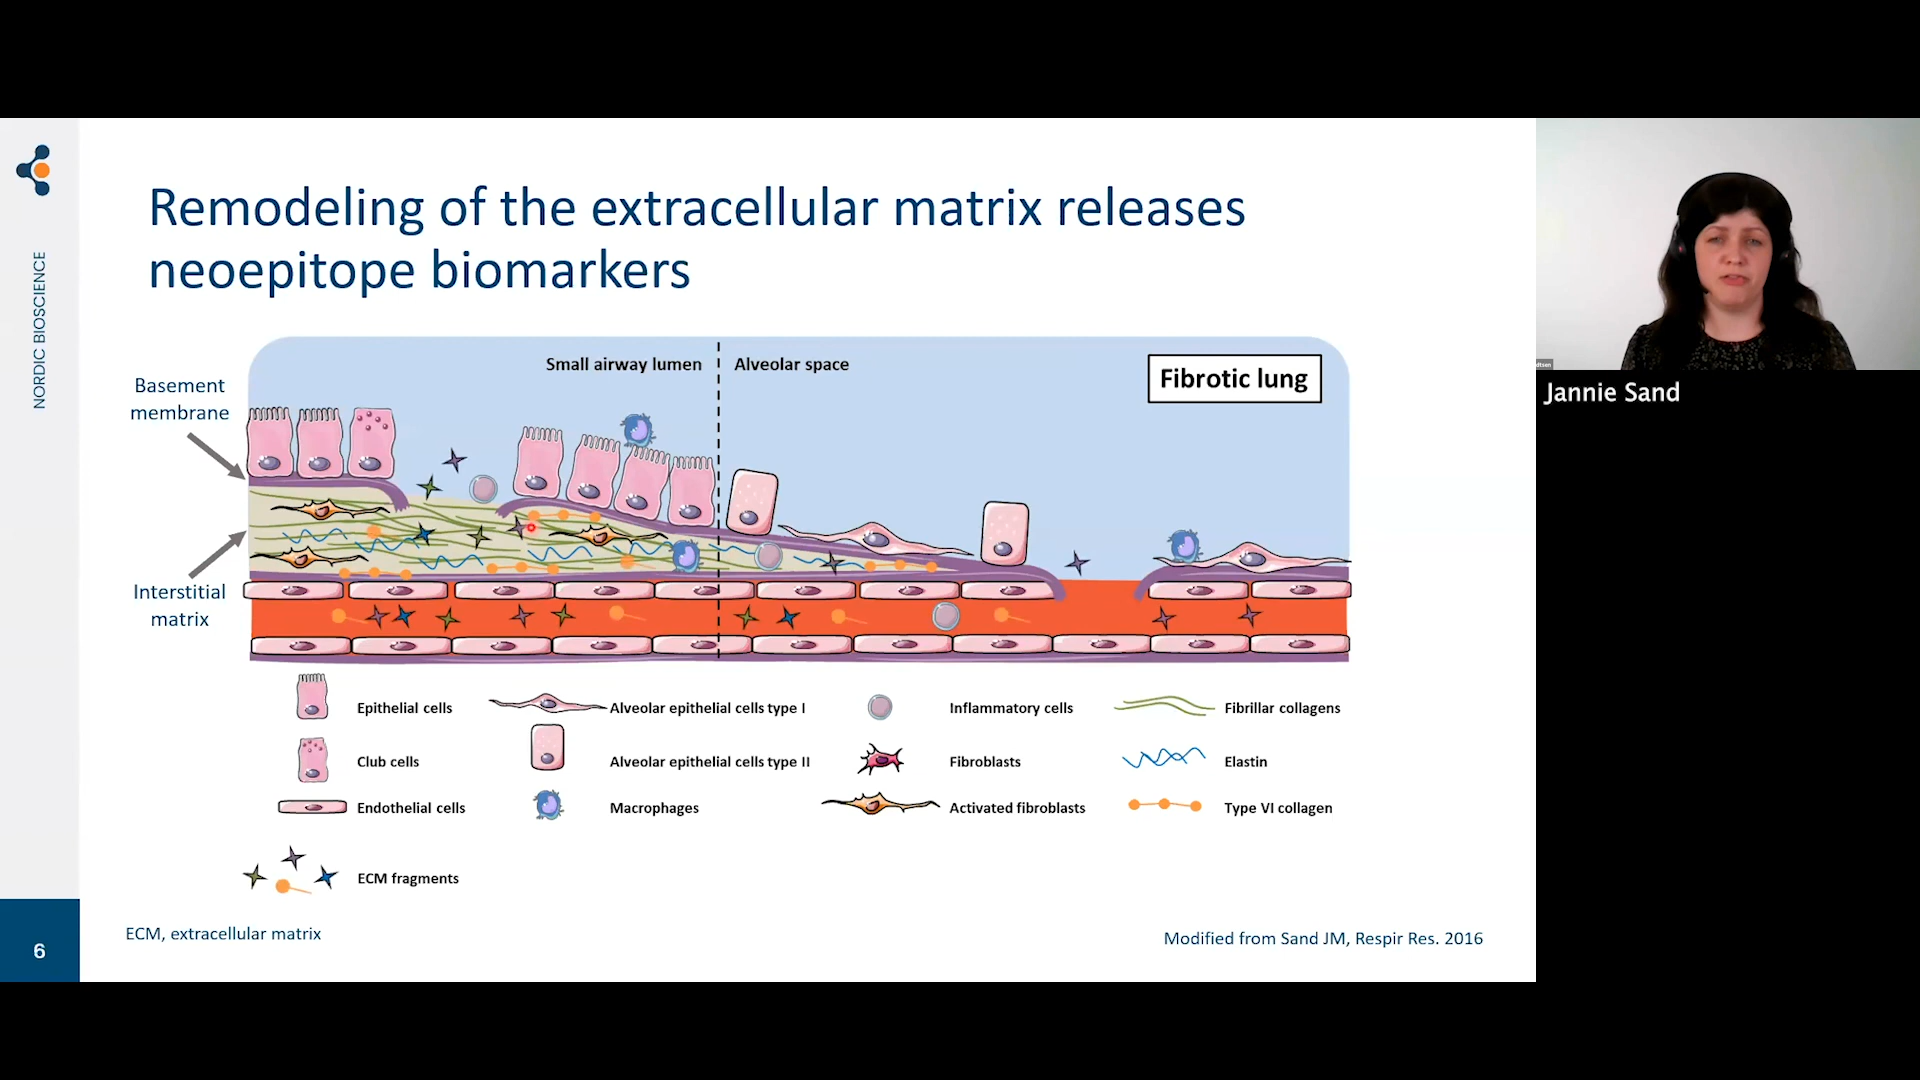 NORDIC BIOSCIENCE
Remodeling of the extracellular matrix releases
neoepitope biomarkers
Small airway lumen
Alveolar space
Fibrotic lung
Basement
membrane
Interstitial
matrix
Epithelial cells
Alveolar epithelial cells type I
Inflammatory cells
Fibrillar collagens
Club cells
Alveolar epithelial cells type II
Fibroblasts
Elastin
Endothelial cells
Macrophages
Activated fibroblasts
Type VI collagen
ECM fragments
ECM, extracellular matrix
Modified from Sand JM, Respir Res. 2016
6
Jannie Sand